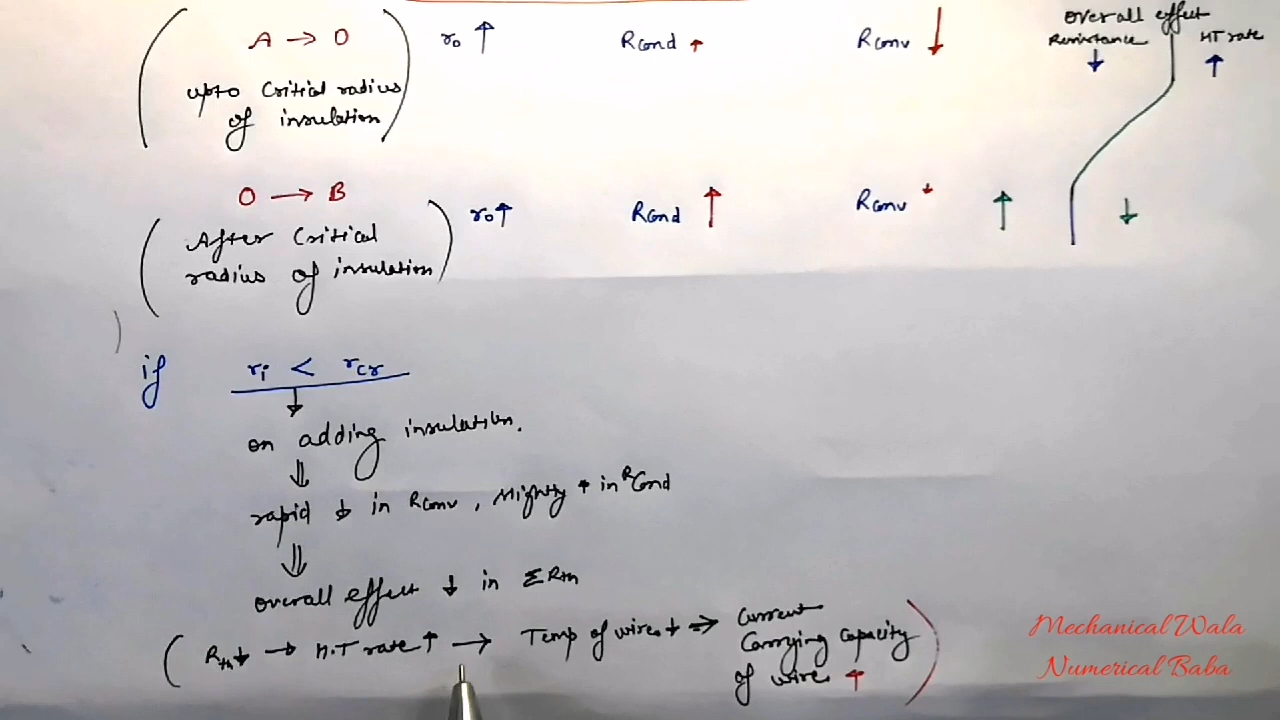 A → O r₀ ↑ Rcond ↑ Rconv ↓ overall effect
Resistance ↓ HT rate ↑
(upto critical radius
of insulation)
O → B r₀↑ Rcond ↑ Rconv ↓ ↑ ↓
(After critical
radius of insulation)
if rᵢ < rcr
↓
on adding insulation.
⇓
rapid ↓ in Rconv, slightly ↑ in Rcond
⇓
overall effect ↓ in ΣRth
(Rth↓ → H.T rate↑ → Temp of wire ↓ ⇒ Current
Carrying Capacity
of wire ↑)
Mechanical Wala
Numerical Baba